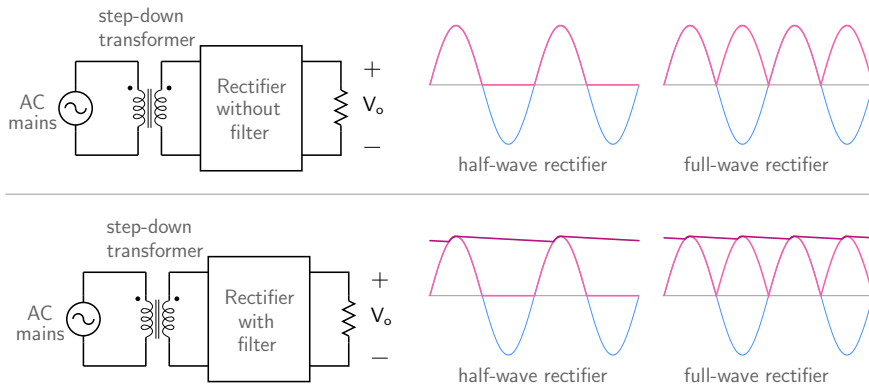 step-down
transformer
AC
mains
Rectifier
without
filter
+
Vo
−
half-wave rectifier
full-wave rectifier
step-down
transformer
AC
mains
Rectifier
with
filter
+
Vo
−
half-wave rectifier
full-wave rectifier